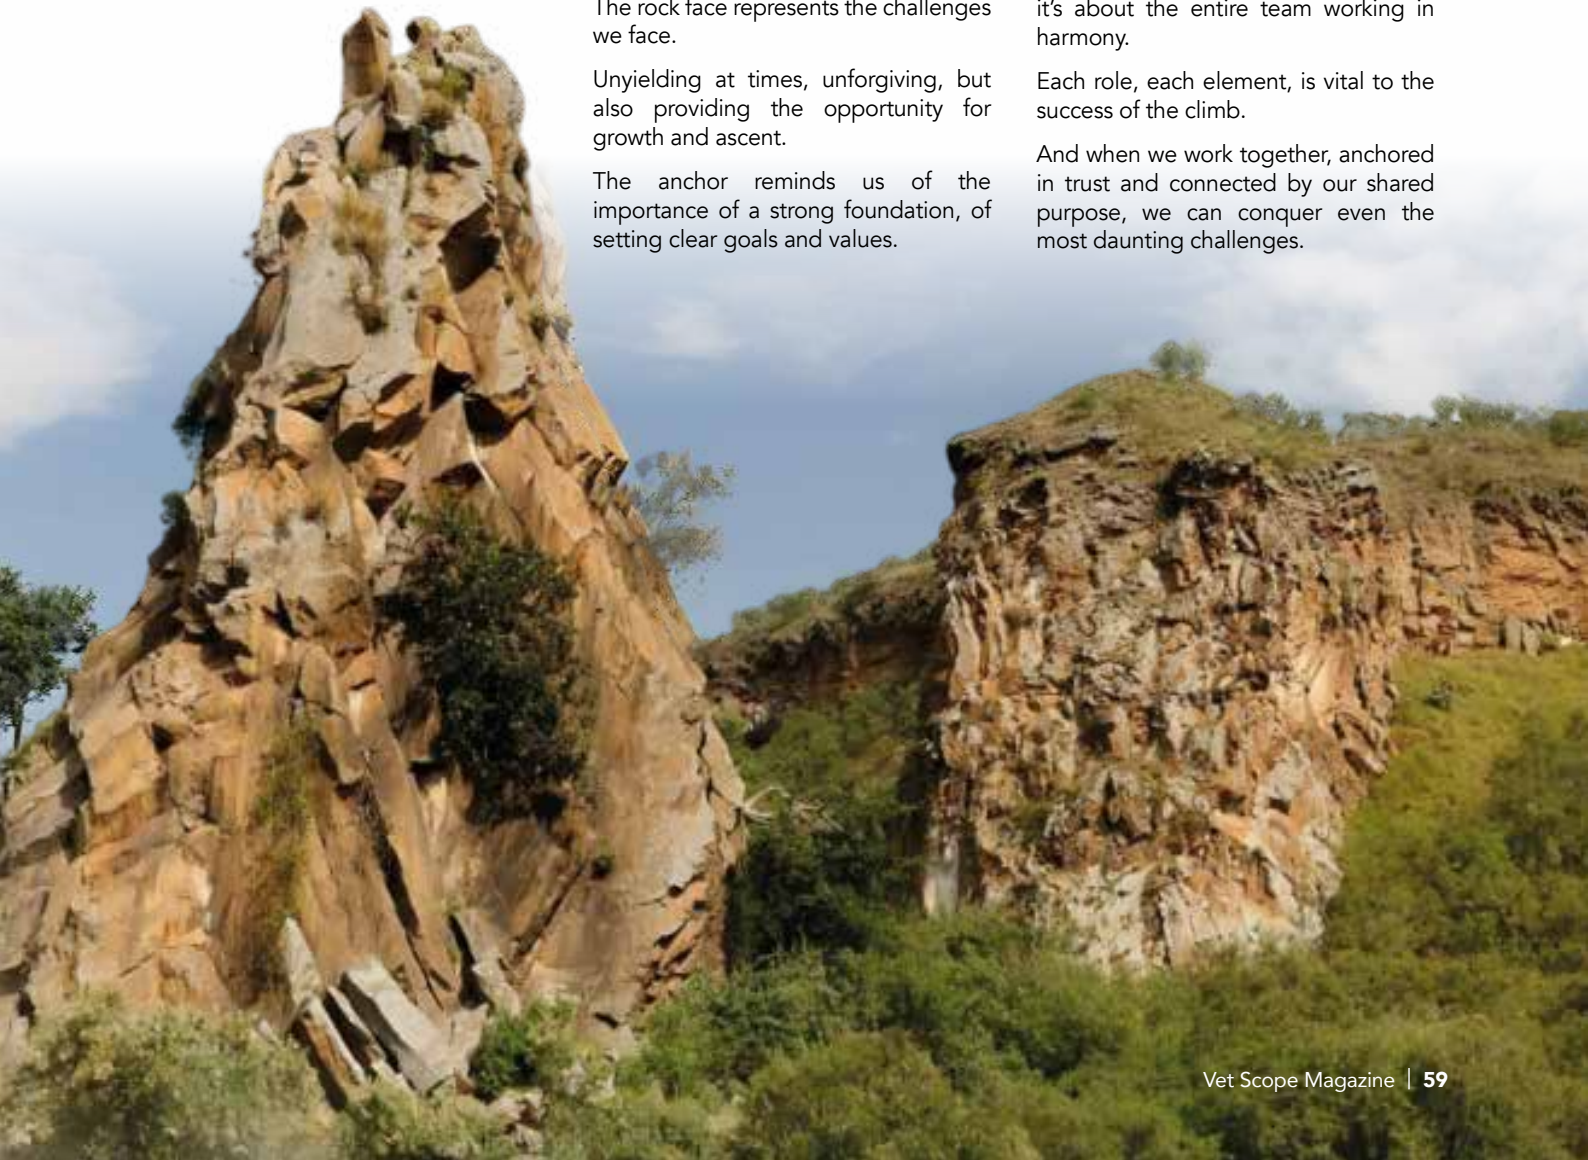 The rock face represents the challenges
we face.
Unyielding at times, unforgiving, but
also providing the opportunity for
growth and ascent.
The anchor reminds us of the
importance of a strong foundation, of
setting clear goals and values.
it’s about the entire team working in
harmony.
Each role, each element, is vital to the
success of the climb.
And when we work together, anchored
in trust and connected by our shared
purpose, we can conquer even the
most daunting challenges.
Vet Scope Magazine | 59